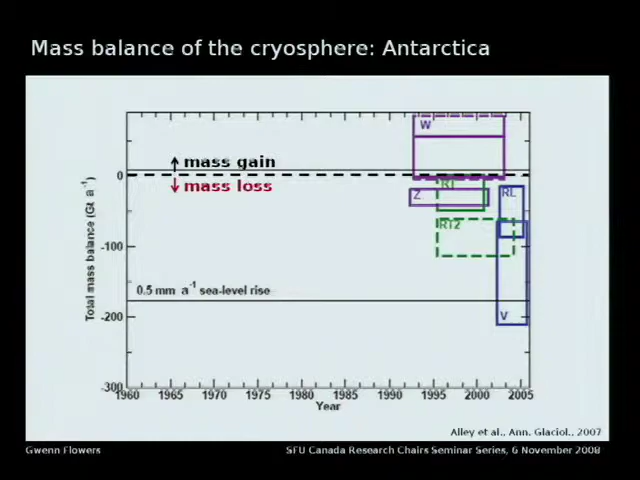 Mass balance of the cryosphere: Antarctica
W
mass gain
0
mass loss
RT
Z
RL
RT2
Total mass balance (Gt a⁻¹)
-100
0.5 mm a⁻¹ sea-level rise
-200
V
-300
1960 1965 1970 1975 1980 1985 1990 1995 2000 2005
Year
Alley et al., Ann. Glaciol., 2007
Gwenn Flowers
SFU Canada Research Chairs Seminar Series, 6 November 2008